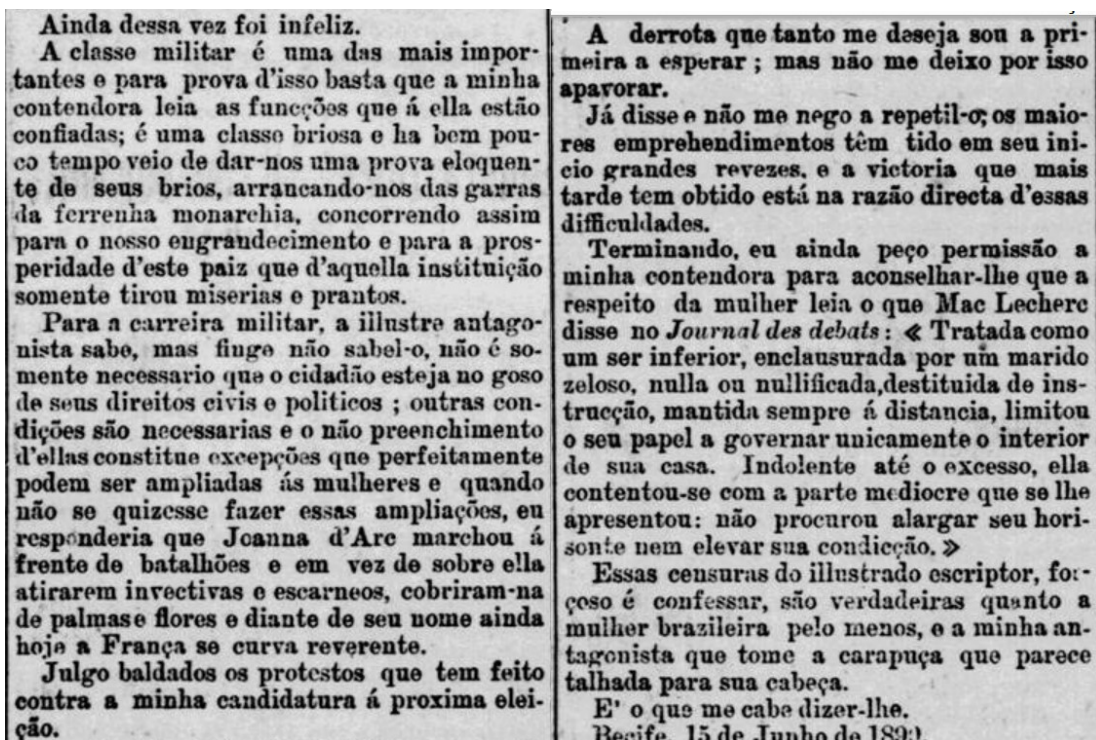 Ainda dessa vez foi infeliz.
A classe militar é uma das mais impor-
tantes e para prova d'isso basta que a minha
contendora leia as funcções que á ella estão
confiadas; é uma classe briosa e ha bem pou-
co tempo veio de dar-nos uma prova eloquen-
te de seus brios, arrancando-nos das garras
da ferrenha monarchia, concorrendo assim
para o nosso engrandecimento e para a pros-
peridade d'este paiz que d'aquella instituição
somente tirou miserias e prantos.
Para a carreira militar, a illustre antago-
nista sabe, mas finge não sabel-o, não é so-
mente necessario que o cidadão esteja no goso
de seus direitos civis e politicos ; outras con-
dições são necessarias e o não preenchimento
d'ellas constitue excepções que perfeitamente
podem ser ampliadas ás mulheres e quando
não se quizesse fazer essas ampliações, eu
responderia que Joanna d'Arc marchou á
frente de batalhões e em vez de sobre ella
atirarem invectivas e escarneos, cobriram-na
de palmas e flores e diante de seu nome ainda
hoje a França se curva reverente.
Julgo baldados os protestos que tem feito
contra a minha candidatura á proxima elei-
ção.
A derrota que tanto me deseja sou a pri-
meira a esperar ; mas não me deixo por isso
apavorar.
Já disse e não me nego a repetil-o; os maio-
res emprehendimentos têm tido em seu ini-
cio grandes revezes, e a victoria que mais
tarde tem obtido está na razão directa d'essas
difficuldades.
Terminando, eu ainda peço permissão a
minha contendora para aconselhar-lhe que a
respeito da mulher leia o que Mac Lecherc
disse no Journal des debats : « Tratada como
um ser inferior, enclausurada por um marido
zeloso, nulla ou nullificada,destituida de ins-
trucção, mantida sempre á distancia, limitou
o seu papel a governar unicamente o interior
de sua casa. Indolente até o excesso, ella
contentou-se com a parte mediocre que se lhe
apresentou: não procurou alargar seu hori-
sonte nem elevar sua condicção. »
Essas censuras do illustrado escriptor, for-
çoso é confessar, são verdadeiras quanto a
mulher brazileira pelo menos, e a minha an-
tagonista que tome a carapuça que parece
talhada para sua cabeça.
E' o que me cabe dizer-lhe.
Recife, 15 de Junho de 1890.